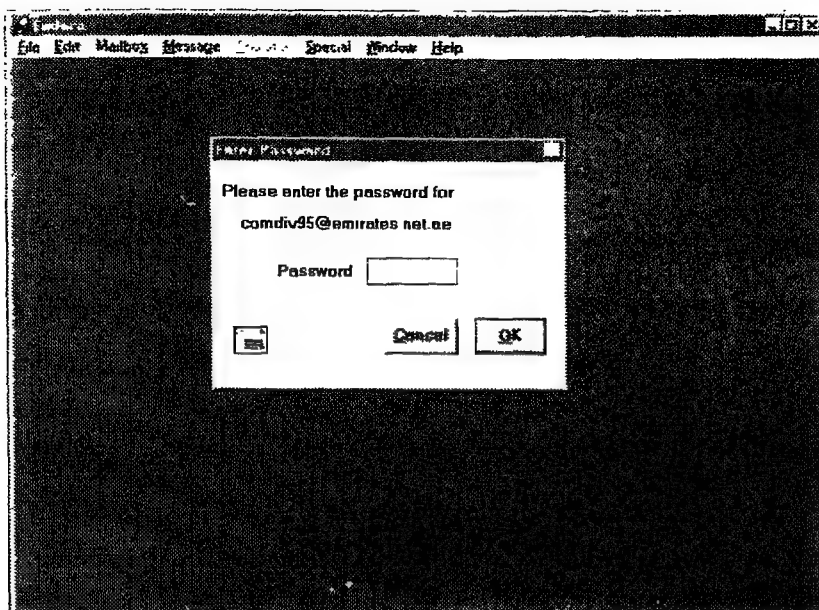 File Edit Mailbox Message Special Window Help
Enter Password
Please enter the password for
comdiv95@emirates.net.ae
Password
Cancel OK